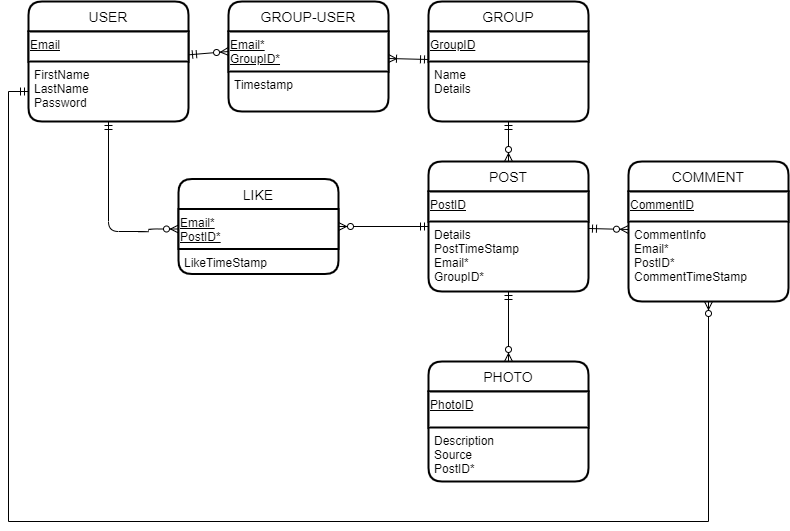 USER
Email
FirstName
LastName
Password
GROUP-USER
Email*
GroupID*
Timestamp
GROUP
GroupID
Name
Details
LIKE
Email*
PostID*
LikeTimeStamp
POST
PostID
Details
PostTimeStamp
Email*
GroupID*
COMMENT
CommentID
CommentInfo
Email*
PostID*
CommentTimeStamp
PHOTO
PhotoID
Description
Source
PostID*